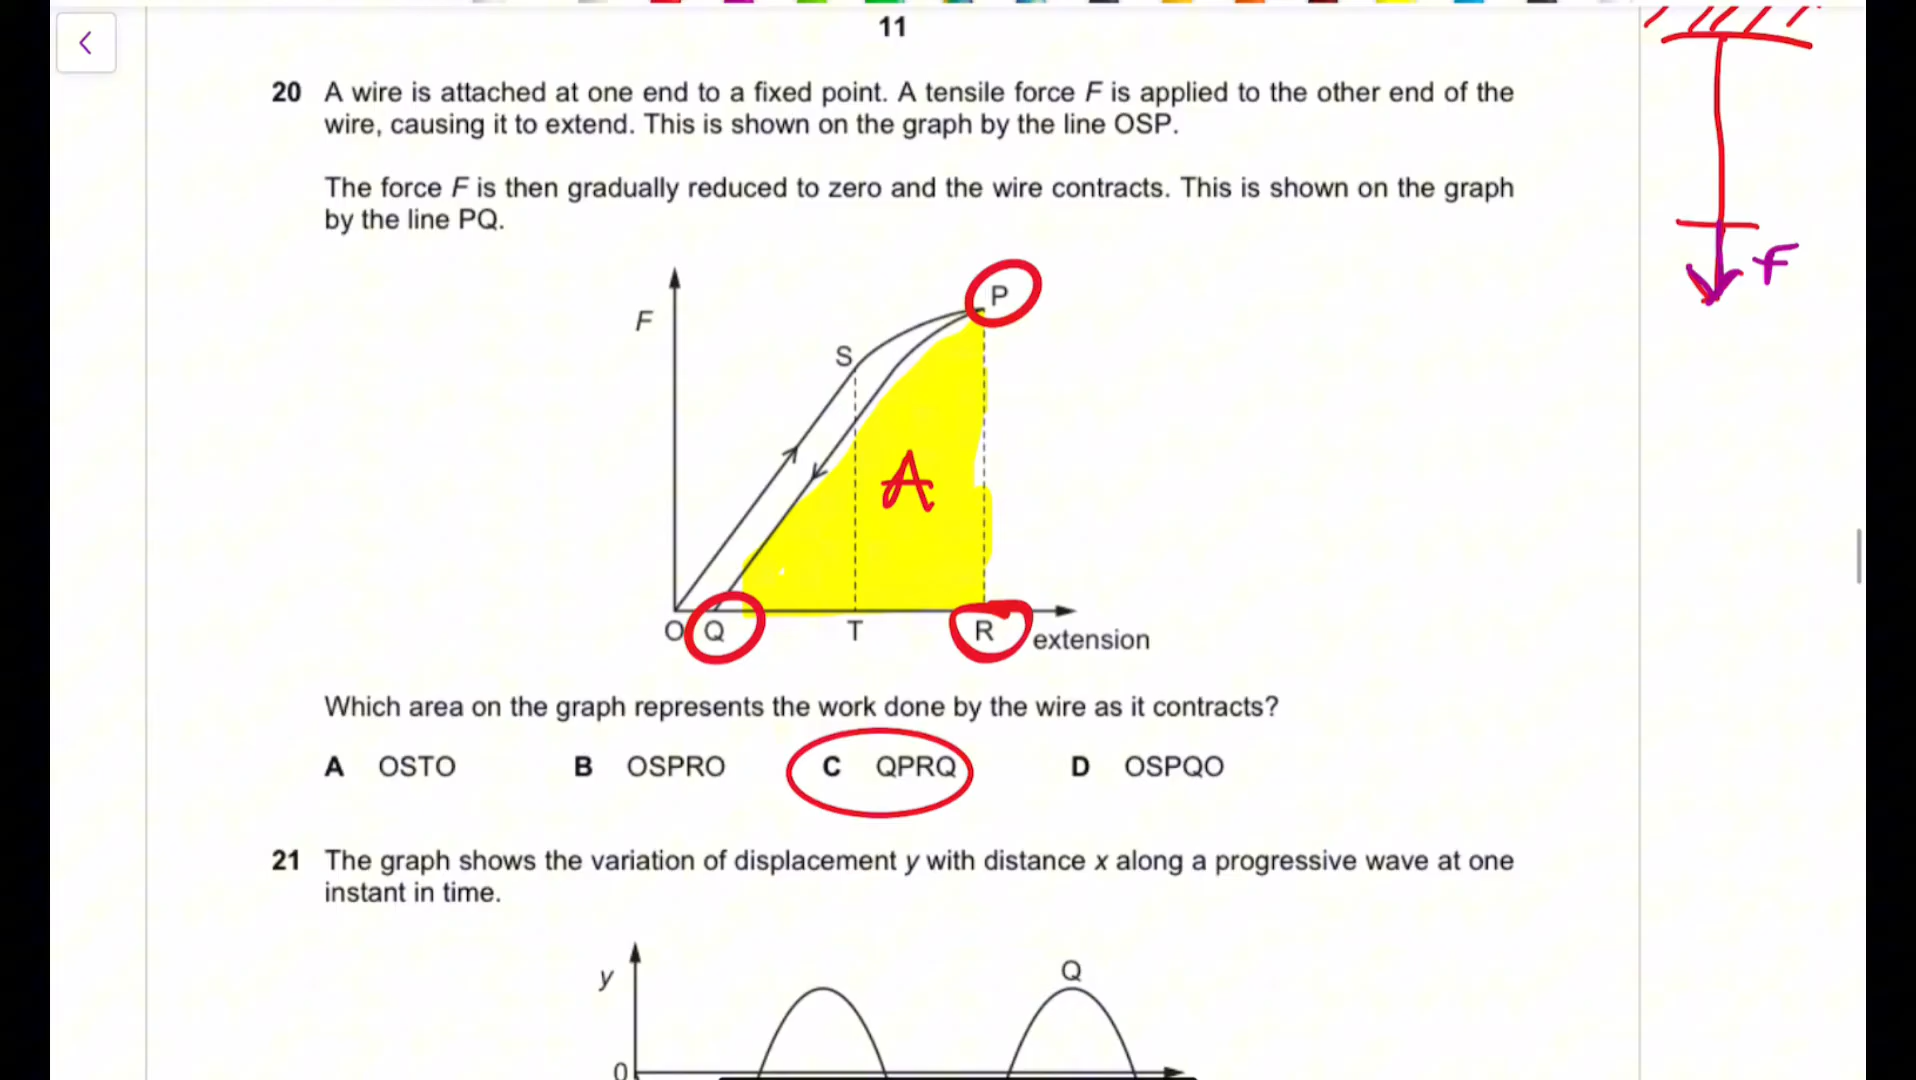 11
20 A wire is attached at one end to a fixed point. A tensile force F is applied to the other end of the
wire, causing it to extend. This is shown on the graph by the line OSP.
The force F is then gradually reduced to zero and the wire contracts. This is shown on the graph
by the line PQ.
F
P
S
A
F
O Q T R extension
Which area on the graph represents the work done by the wire as it contracts?
A OSTO B OSPRO C QPRQ D OSPQO
21 The graph shows the variation of displacement y with distance x along a progressive wave at one
instant in time.
y
Q
0